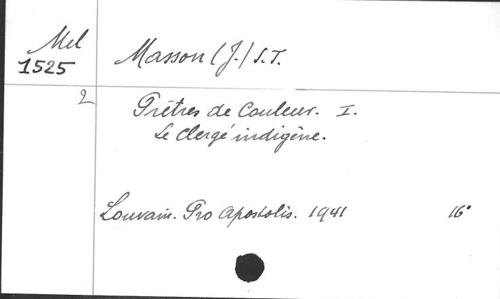 Mel
1525
2
Masson (J.) S.J.
Prêtres de Couleur. I.
Le Clergé indigène.
Louvain. Pro Apostolis. 1941 16°